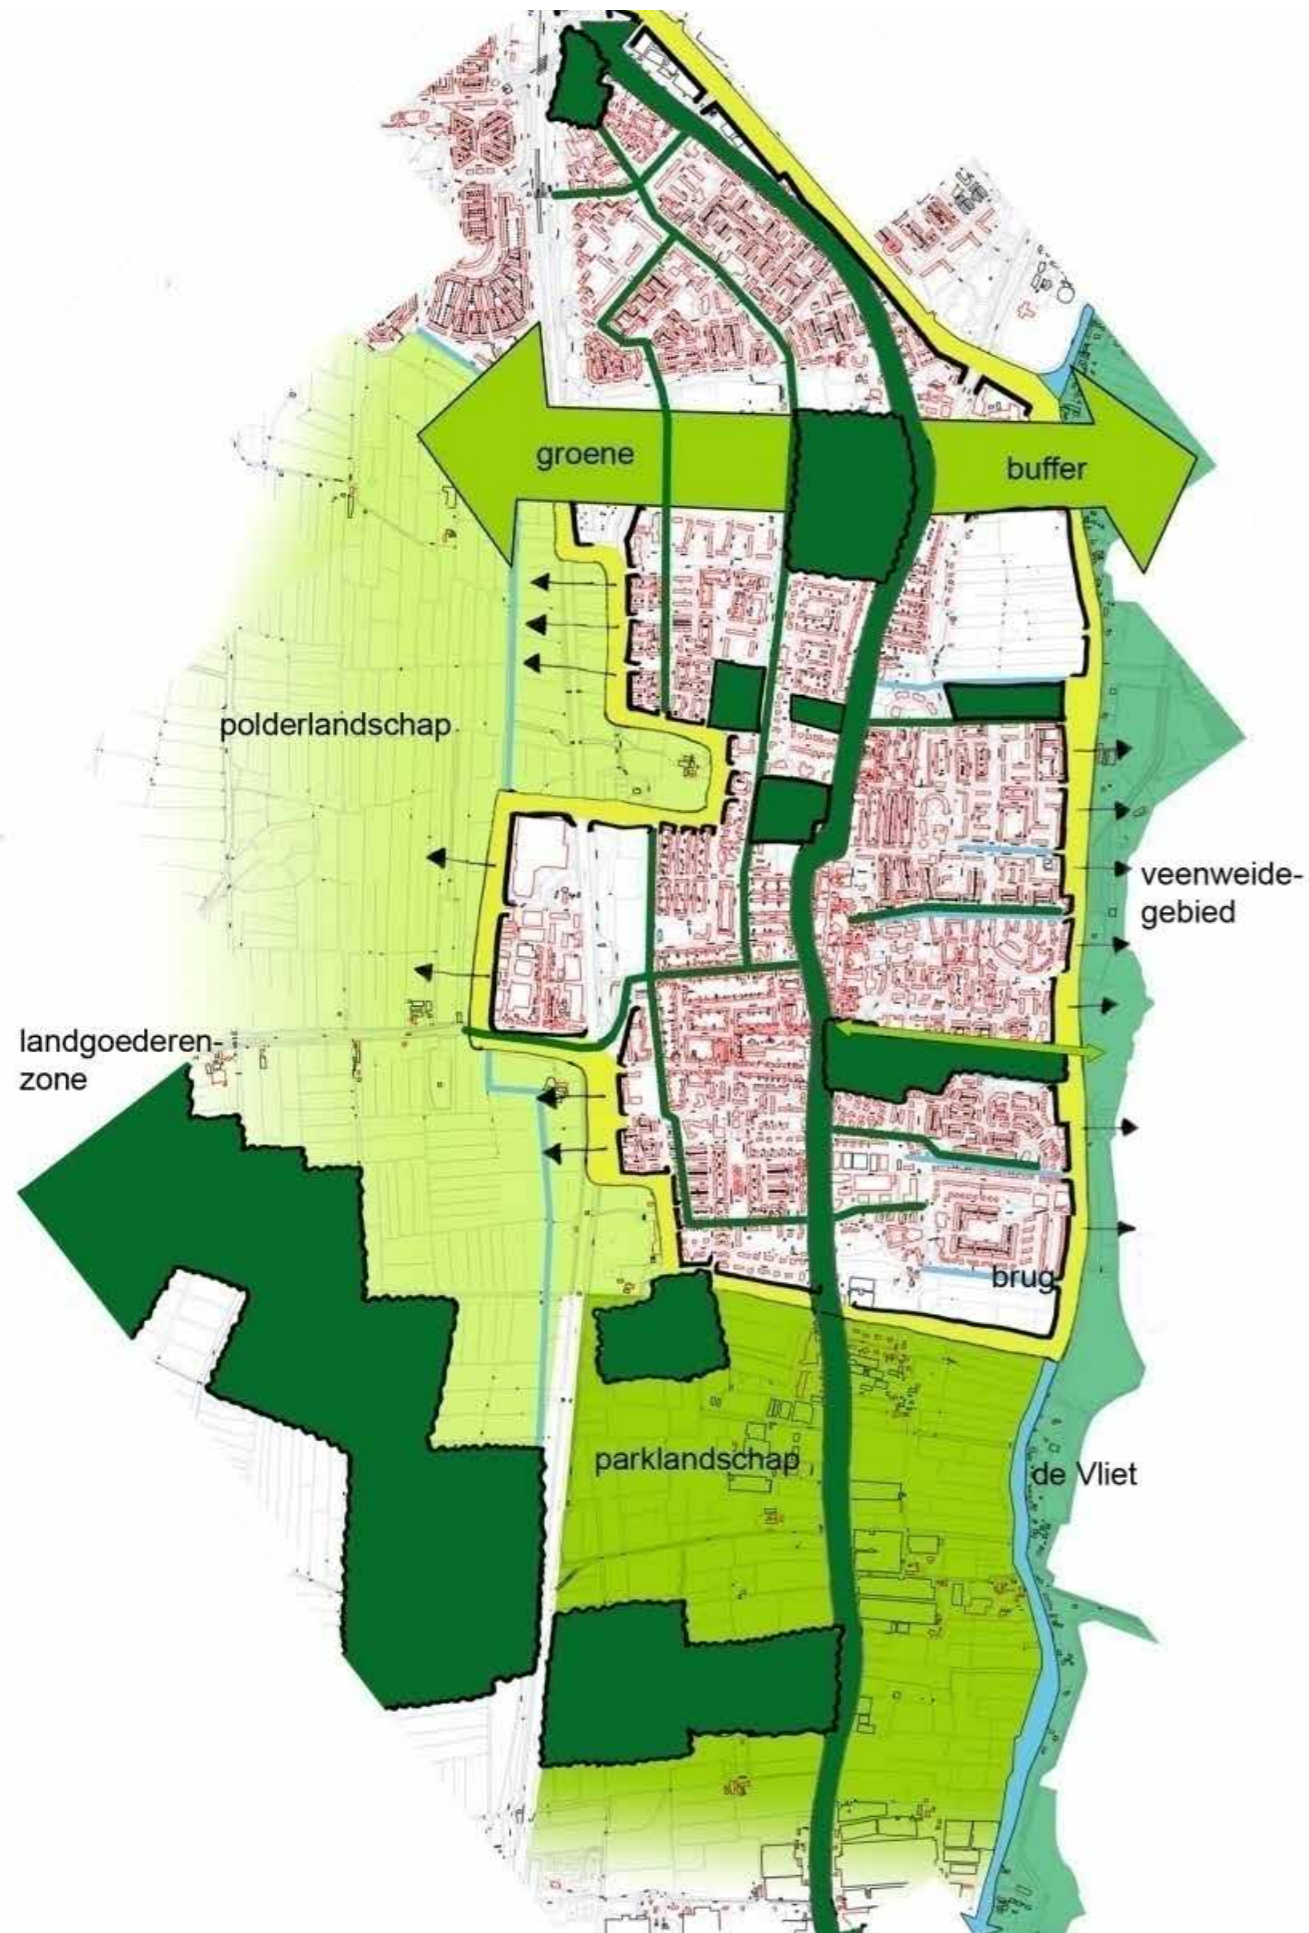 groene
buffer
polderlandschap
veenweide-
gebied
landgoederen-
zone
brug
parklandschap
de Vliet